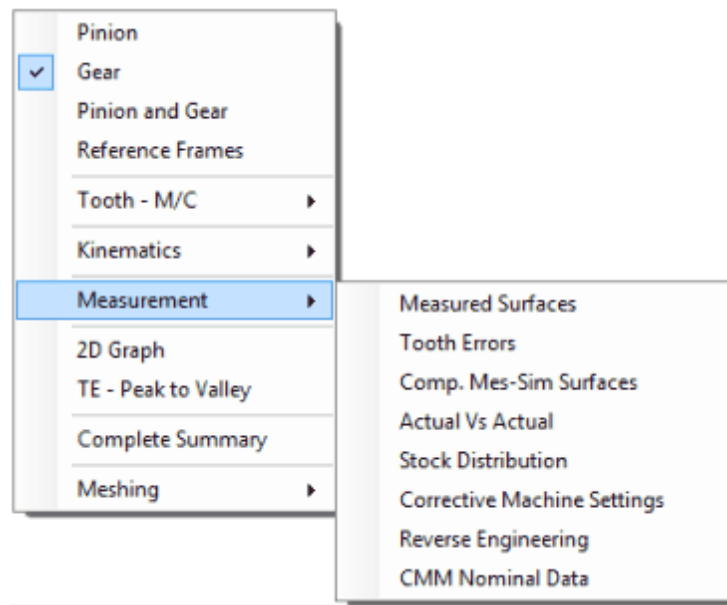 Pinion
Gear
Pinion and Gear
Reference Frames
Tooth - M/C
Kinematics
Measurement
2D Graph
TE - Peak to Valley
Complete Summary
Meshing
Measured Surfaces
Tooth Errors
Comp. Mes-Sim Surfaces
Actual Vs Actual
Stock Distribution
Corrective Machine Settings
Reverse Engineering
CMM Nominal Data